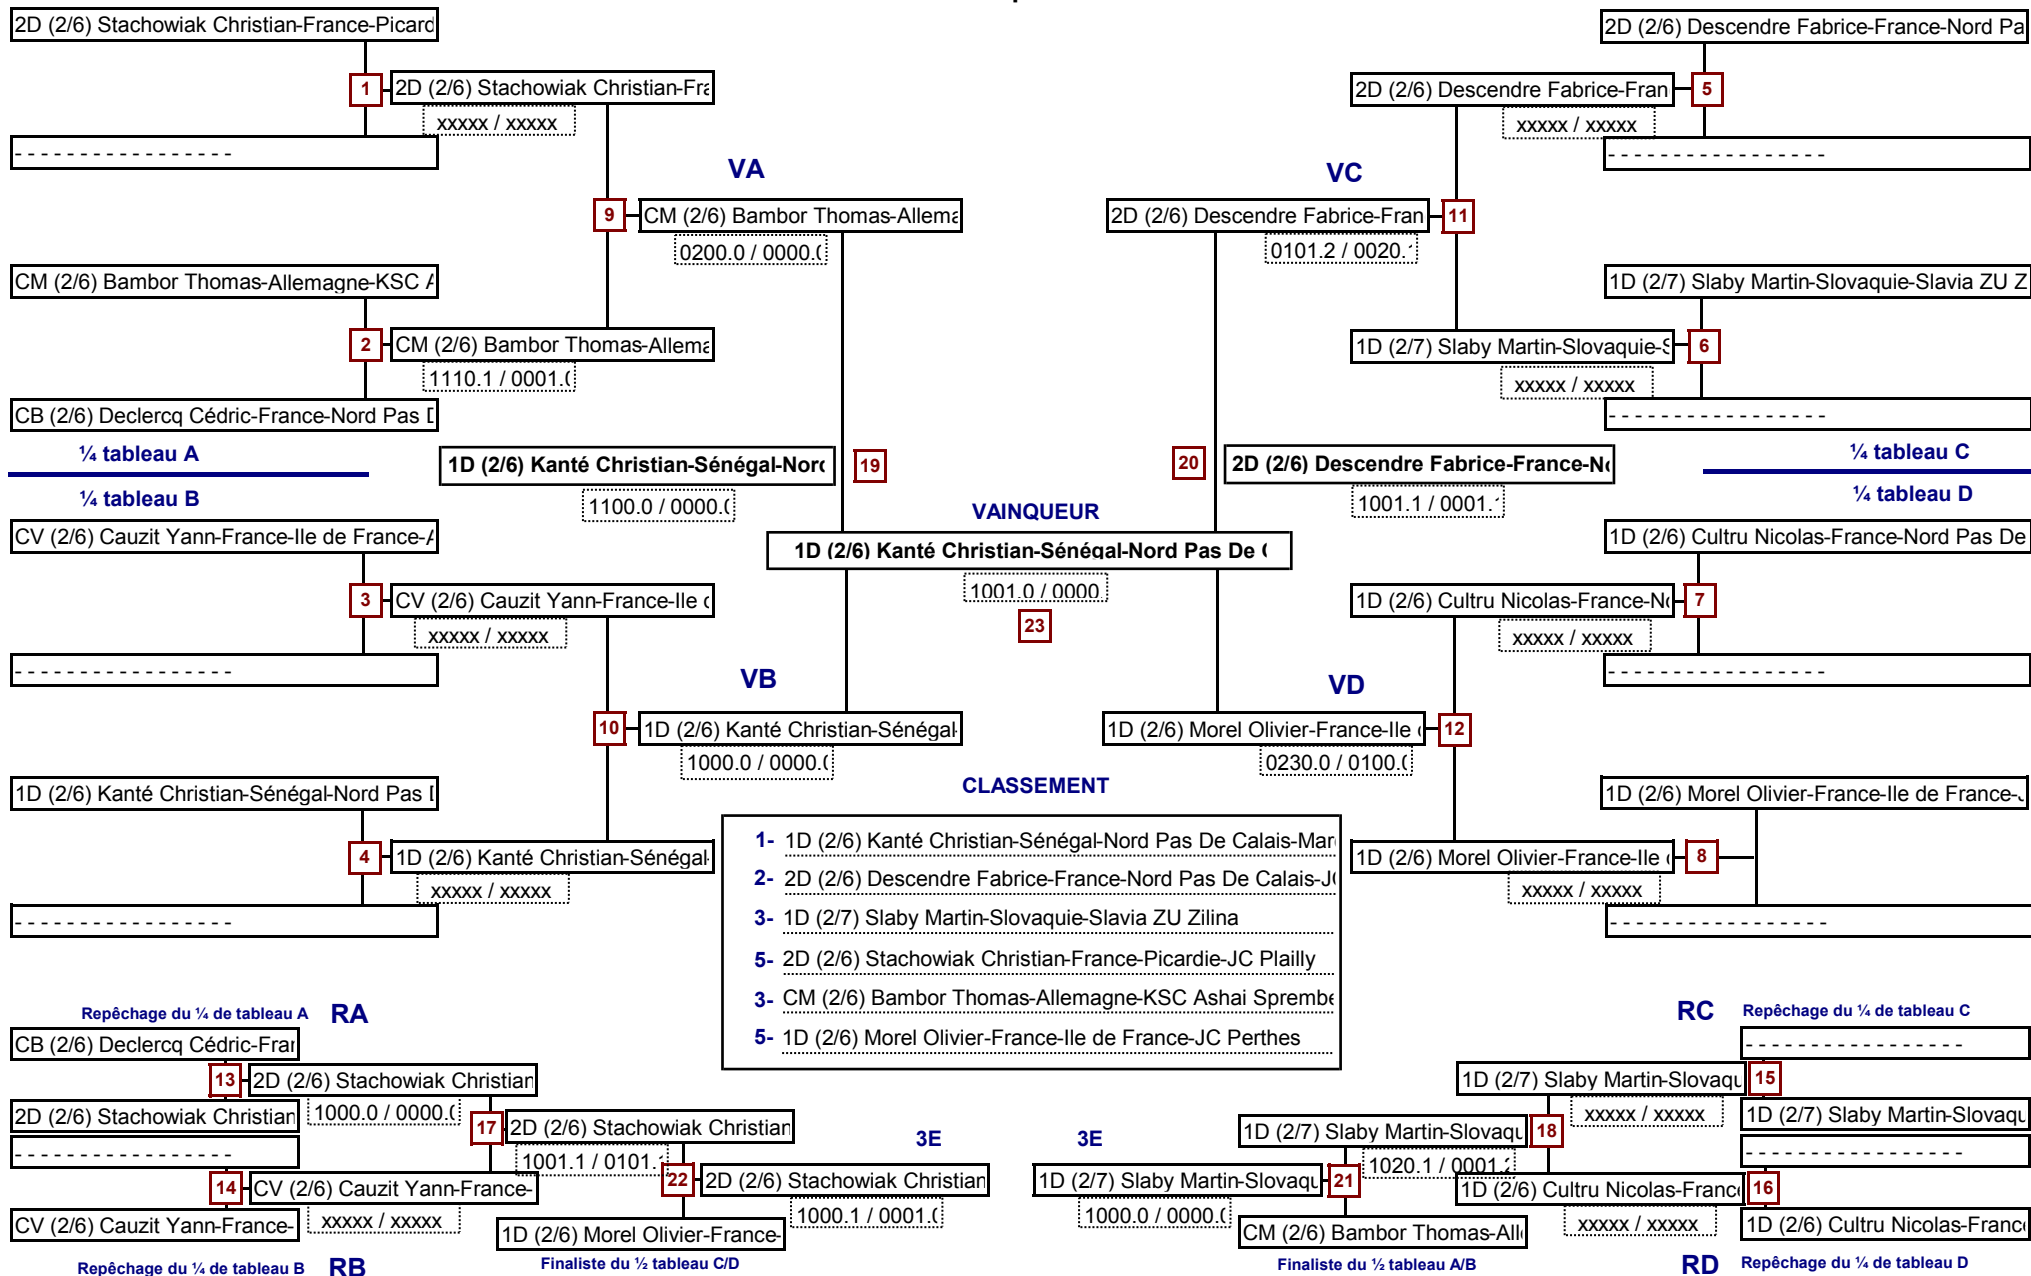 2D (2/6) Stachowiak Christian-France-Picard
1
2D (2/6) Stachowiak Christian-Fra
xxxxx / xxxxx
- - - - - - - - - - - - - - - - -
VA
9
CM (2/6) Bambor Thomas-Allema
0200.0 / 0000.0
CM (2/6) Bambor Thomas-Allemagne-KSC A
2
CM (2/6) Bambor Thomas-Allema
1110.1 / 0001.0
CB (2/6) Declercq Cédric-France-Nord Pas D
¼ tableau A
¼ tableau B
1D (2/6) Kanté Christian-Sénégal-Nord
19
1100.0 / 0000.0
CV (2/6) Cauzit Yann-France-Ile de France-A
3
CV (2/6) Cauzit Yann-France-Ile d
xxxxx / xxxxx
- - - - - - - - - - - - - - - - -
VB
10
1D (2/6) Kanté Christian-Sénégal-
1000.0 / 0000.0
1D (2/6) Kanté Christian-Sénégal-Nord Pas D
4
1D (2/6) Kanté Christian-Sénégal-
xxxxx / xxxxx
- - - - - - - - - - - - - - - - -
2D (2/6) Descendre Fabrice-France-Nord Pa
5
2D (2/6) Descendre Fabrice-Fran
xxxxx / xxxxx
- - - - - - - - - - - - - - - - -
VC
11
2D (2/6) Descendre Fabrice-Fran
0101.2 / 0020.1
1D (2/7) Slaby Martin-Slovaquie-Slavia ZU Z
6
1D (2/7) Slaby Martin-Slovaquie-S
xxxxx / xxxxx
- - - - - - - - - - - - - - - - -
¼ tableau C
¼ tableau D
20
2D (2/6) Descendre Fabrice-France-No
1001.1 / 0001.1
VAINQUEUR
1D (2/6) Kanté Christian-Sénégal-Nord Pas De C
1001.0 / 0000.
23
1D (2/6) Cultru Nicolas-France-Nord Pas De
7
1D (2/6) Cultru Nicolas-France-No
xxxxx / xxxxx
- - - - - - - - - - - - - - - - -
VD
12
1D (2/6) Morel Olivier-France-Ile d
0230.0 / 0100.0
1D (2/6) Morel Olivier-France-Ile de France-J
8
1D (2/6) Morel Olivier-France-Ile d
xxxxx / xxxxx
- - - - - - - - - - - - - - - - -
CLASSEMENT
1- 1D (2/6) Kanté Christian-Sénégal-Nord Pas De Calais-Mar
2- 2D (2/6) Descendre Fabrice-France-Nord Pas De Calais-JC
3- 1D (2/7) Slaby Martin-Slovaquie-Slavia ZU Zilina
5- 2D (2/6) Stachowiak Christian-France-Picardie-JC Plailly
3- CM (2/6) Bambor Thomas-Allemagne-KSC Ashai Sprembe
5- 1D (2/6) Morel Olivier-France-Ile de France-JC Perthes
Repêchage du ¼ de tableau A RA
CB (2/6) Declercq Cédric-Fran
13
2D (2/6) Stachowiak Christian
2D (2/6) Stachowiak Christian
1000.0 / 0000.0
- - - - - - - - - - - - - - - - -
17
2D (2/6) Stachowiak Christian
1001.1 / 0101.
14
CV (2/6) Cauzit Yann-France-
CV (2/6) Cauzit Yann-France-
xxxxx / xxxxx
Repêchage du ¼ de tableau B RB
22
3E
2D (2/6) Stachowiak Christian
1000.1 / 0001.0
1D (2/6) Morel Olivier-France-
Finaliste du ½ tableau C/D
RC Repêchage du ¼ de tableau C
- - - - - - - - - - - - - - - - -
15
1D (2/7) Slaby Martin-Slovaqu
xxxxx / xxxxx
1D (2/7) Slaby Martin-Slovaqu
- - - - - - - - - - - - - - - - -
18
1D (2/7) Slaby Martin-Slovaqu
1020.1 / 0001.2
16
1D (2/6) Cultru Nicolas-France
xxxxx / xxxxx
1D (2/6) Cultru Nicolas-France
RD Repêchage du ¼ de tableau D
3E
21
1D (2/7) Slaby Martin-Slovaqu
1000.0 / 0000.0
CM (2/6) Bambor Thomas-Alle
Finaliste du ½ tableau A/B